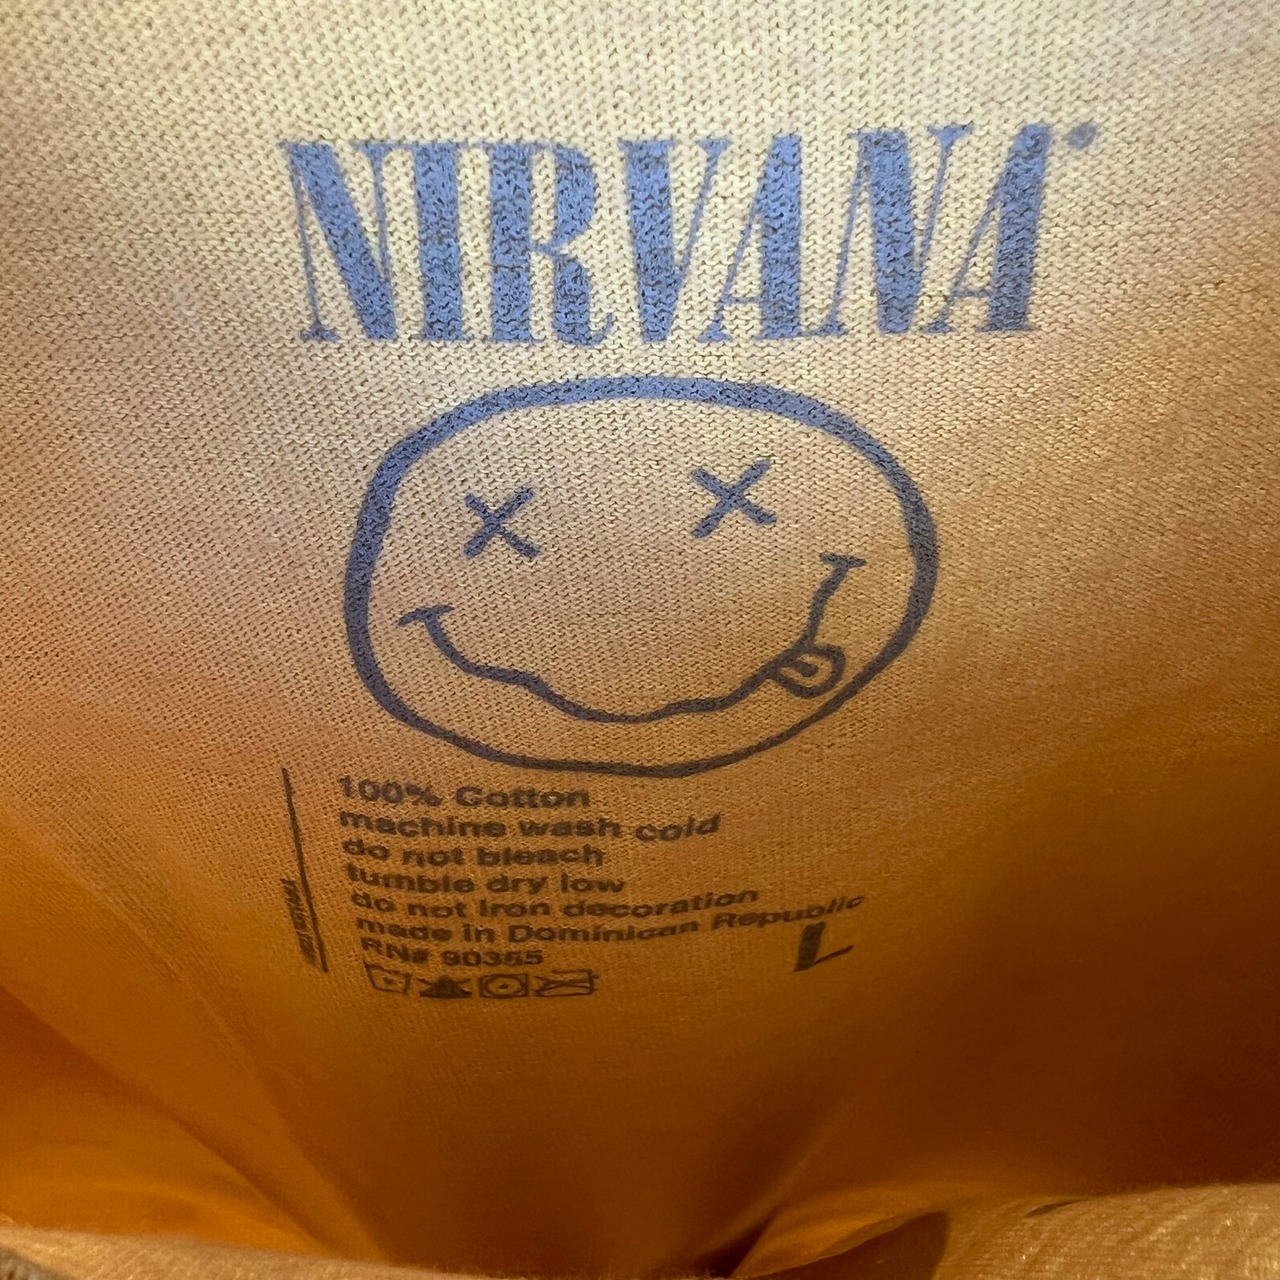 NIRVANA
100% Cotton
machine wash cold
do not bleach
tumble dry low
do not iron decoration
made in Dominican Republic
RN# 90355
L